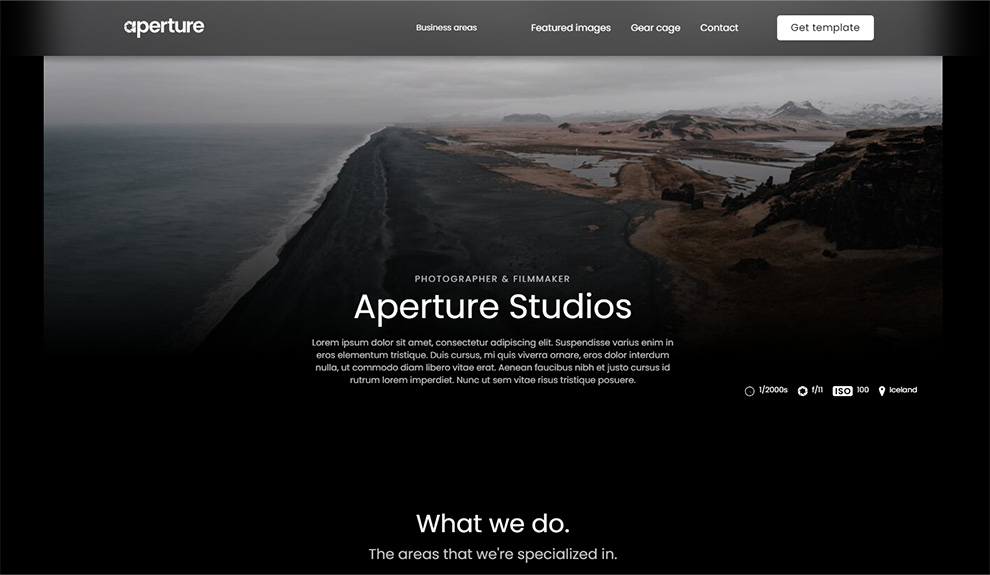 aperture
Business areas
Featured images
Gear cage
Contact
Get template
PHOTOGRAPHER & FILMMAKER
Aperture Studios
Lorem ipsum dolor sit amet, consectetur adipiscing elit. Suspendisse varius enim in
eros elementum tristique. Duis cursus, mi quis viverra ornare, eros dolor interdum
nulla, ut commodo diam libero vitae erat. Aenean faucibus nibh et justo cursus id
rutrum lorem imperdiet. Nunc ut sem vitae risus tristique posuere.
1/2000s f/11 ISO 100 Iceland
What we do.
The areas that we're specialized in.